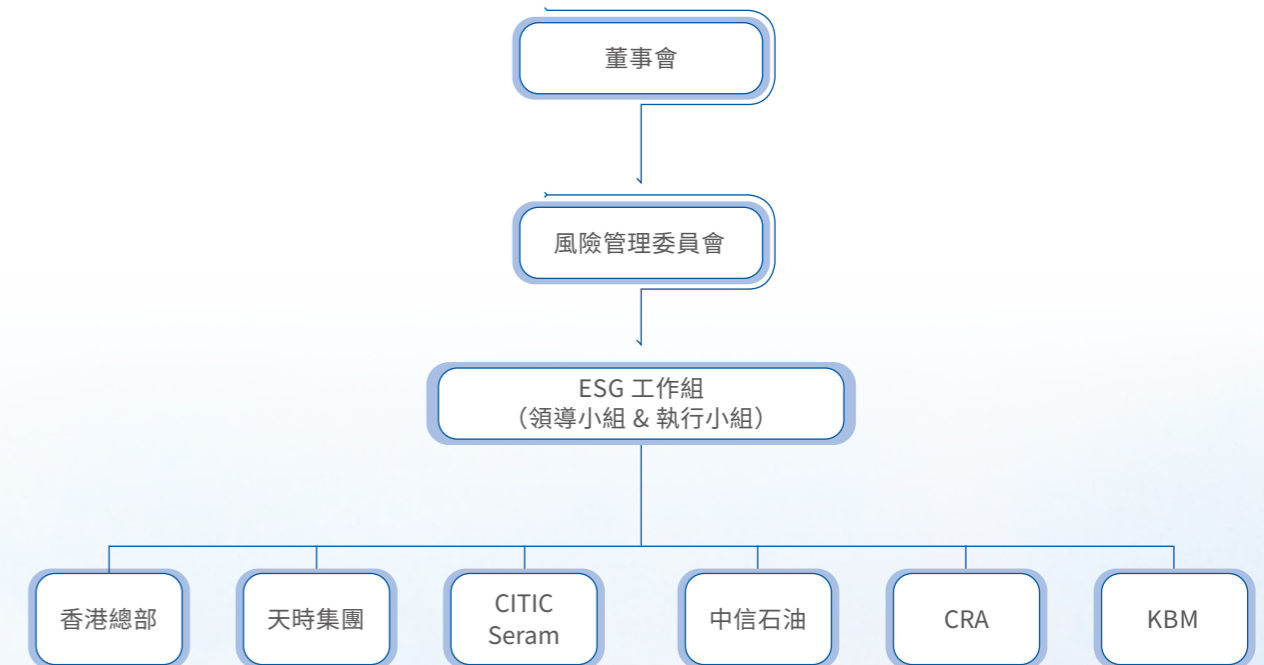 董事會
風險管理委員會
ESG 工作組
（領導小組 & 執行小組）
香港總部
天時集團
CITIC
Seram
中信石油
CRA
KBM